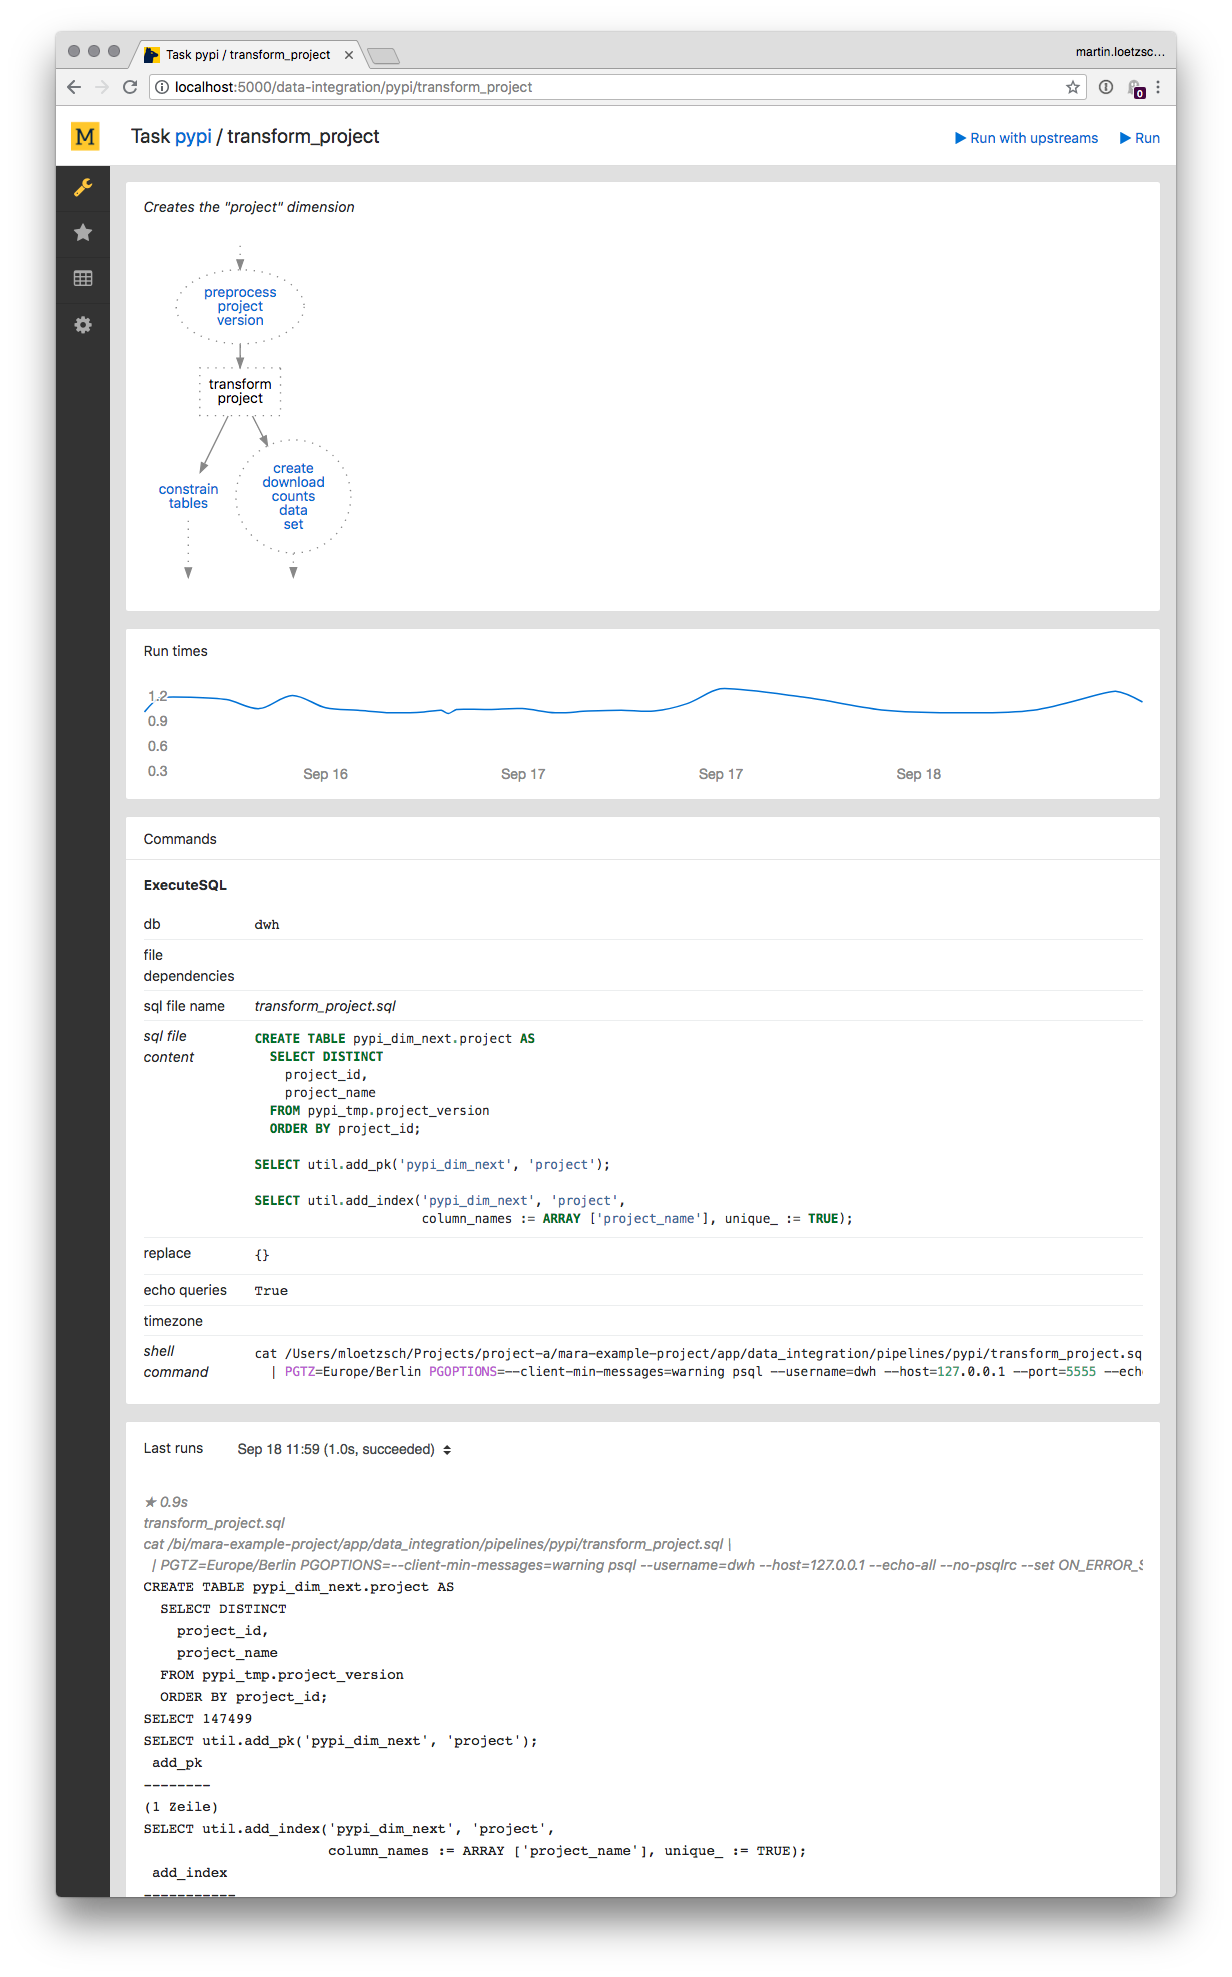 Task pypi / transform_project
martin.loetzsc...
localhost:5000/data-integration/pypi/transform_project
0
M
Task pypi / transform_project
Run with upstreams
Run
Creates the "project" dimension
preprocess
project
version
transform
project
constrain
tables
create
download
counts
data
set
Run times
1.2
0.9
0.6
0.3
Sep 16
Sep 17
Sep 17
Sep 18
Commands
ExecuteSQL
db dwh
file
dependencies
sql file name transform_project.sql
sql file
content
CREATE TABLE pypi_dim_next.project AS
  SELECT DISTINCT
    project_id,
    project_name
  FROM pypi_tmp.project_version
  ORDER BY project_id;
SELECT util.add_pk('pypi_dim_next', 'project');
SELECT util.add_index('pypi_dim_next', 'project',
                      column_names := ARRAY ['project_name'], unique_ := TRUE);
replace {}
echo queries True
timezone
shell
command
cat /Users/mloetzsch/Projects/project-a/mara-example-project/app/data_integration/pipelines/pypi/transform_project.sq
  | PGTZ=Europe/Berlin PGOPTIONS=--client-min-messages=warning psql --username=dwh --host=127.0.0.1 --port=5555 --ech
Last runs Sep 18 11:59 (1.0s, succeeded)
★ 0.9s
transform_project.sql
cat /bi/mara-example-project/app/data_integration/pipelines/pypi/transform_project.sql |
  | PGTZ=Europe/Berlin PGOPTIONS=--client-min-messages=warning psql --username=dwh --host=127.0.0.1 --echo-all --no-psqlrc --set ON_ERROR_S
CREATE TABLE pypi_dim_next.project AS
  SELECT DISTINCT
    project_id,
    project_name
  FROM pypi_tmp.project_version
  ORDER BY project_id;
SELECT 147499
SELECT util.add_pk('pypi_dim_next', 'project');
 add_pk
--------
(1 Zeile)
SELECT util.add_index('pypi_dim_next', 'project',
                      column_names := ARRAY ['project_name'], unique_ := TRUE);
 add_index
-----------